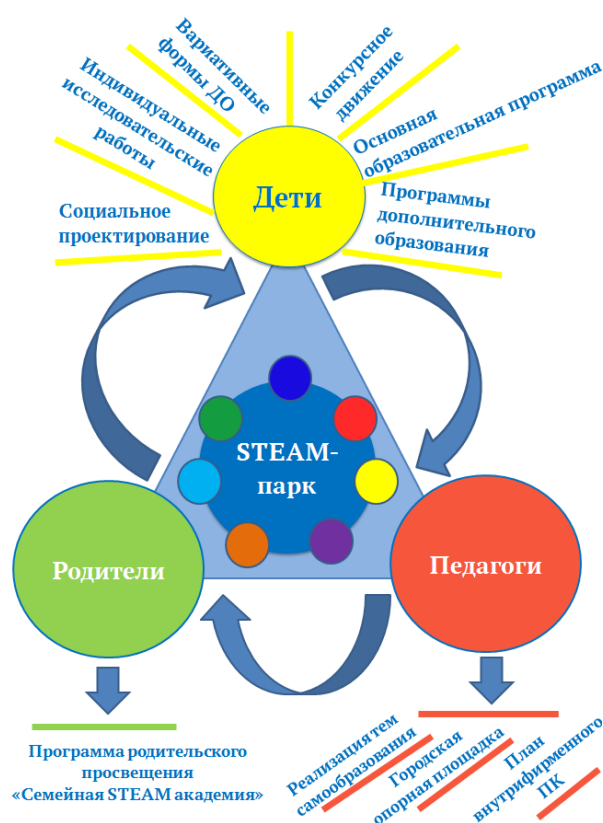 Вариативные
формы ДО
Конкурсное
движение
Индивидуальные
исследовательские
работы
Основная
образовательная программа
Социальное
проектирование
Программы
дополнительного
образования
Дети
STEAM-
парк
Родители
Педагоги
Программа родительского
просвещения
«Семейная STEAM академия»
Реализация тем
самообразования
Городская
опорная площадка
План
внутрифирменного
ПК